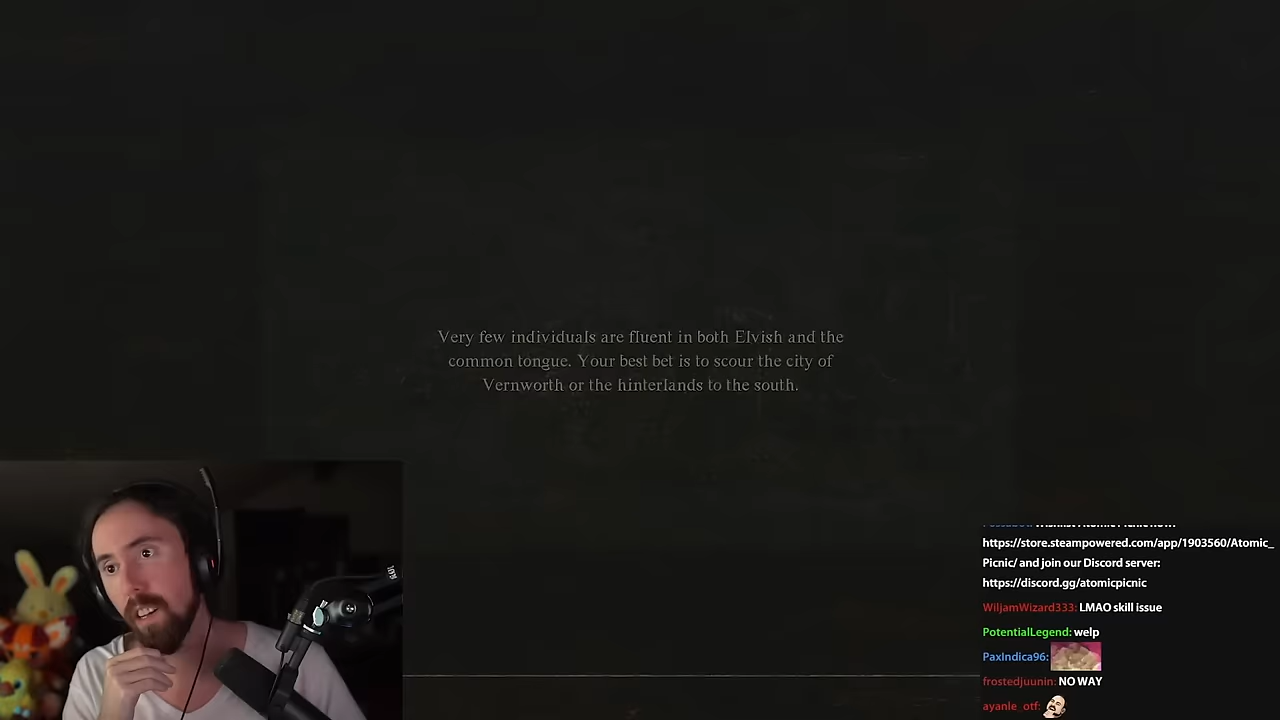 Very few individuals are fluent in both Elvish and the
common tongue. Your best bet is to scour the city of
Vernworth or the hinterlands to the south.
https://store.steampowered.com/app/1903560/Atomic_
Picnic/ and join our Discord server:
https://discord.gg/atomicpicnic
WiljamWizard333: LMAO skill issue
PotentialLegend: welp
PaxIndica96:
frostedjuunin: NO WAY
ayanle_otf: